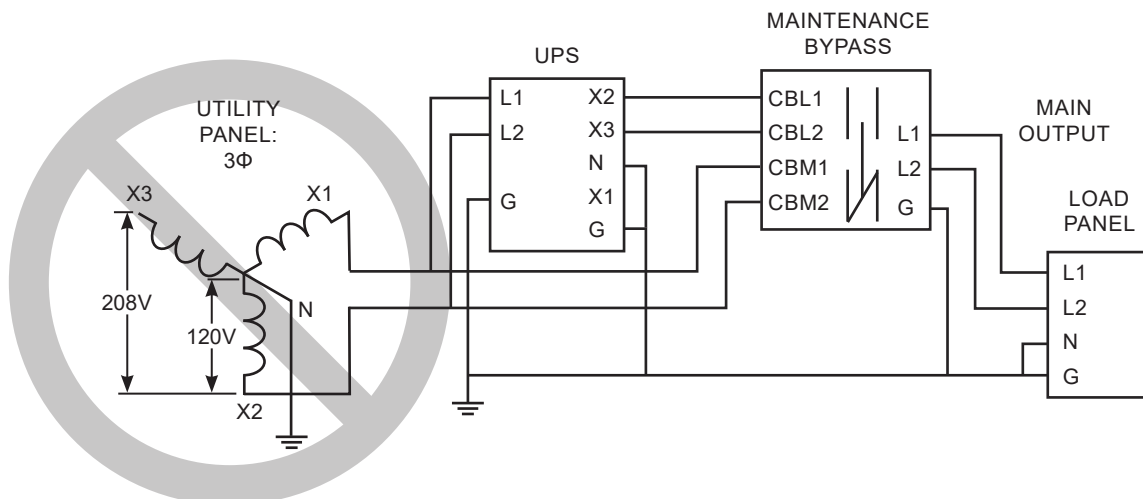 UTILITY
PANEL:
3Φ
X3
X1
208V
120V
N
X2
UPS
L1
L2
G
X2
X3
N
X1
G
MAINTENANCE
BYPASS
CBL1
CBL2
CBM1
CBM2
L1
L2
G
MAIN
OUTPUT
LOAD
PANEL
L1
L2
N
G